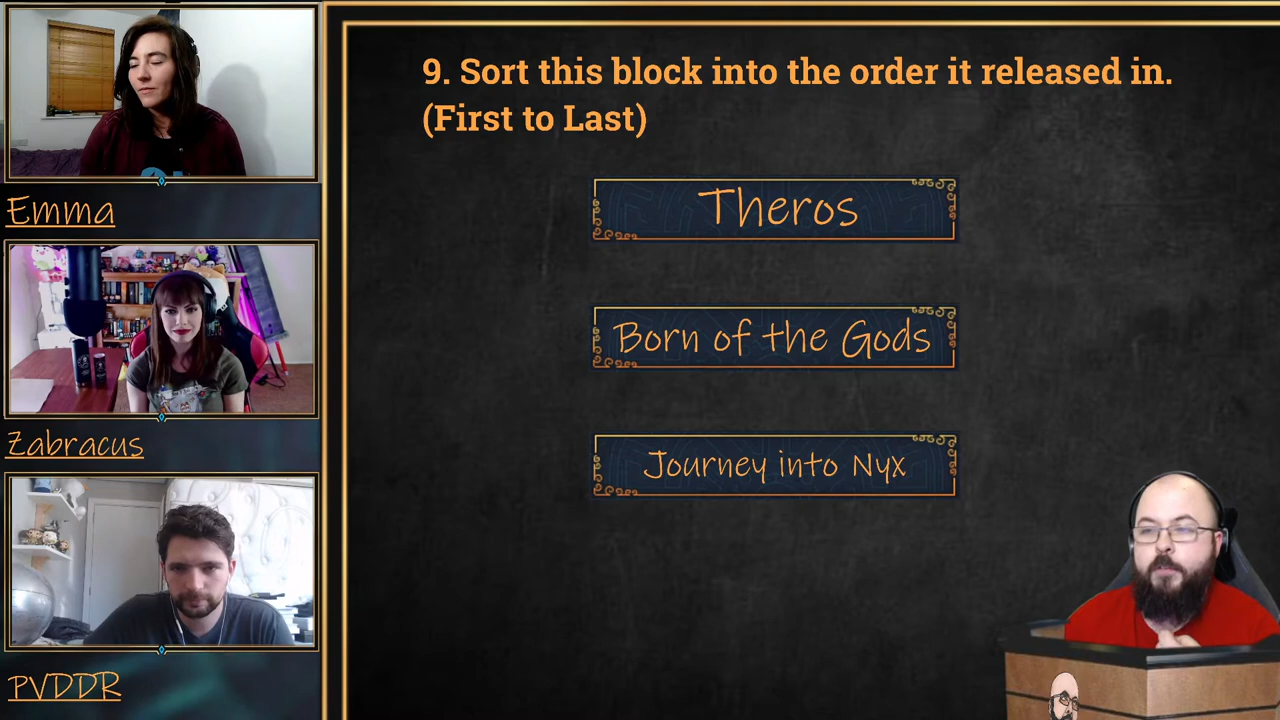 9. Sort this block into the order it released in.
(First to Last)
Theros
Born of the Gods
Journey into Nyx
Emma
Zabracus
PVDDR